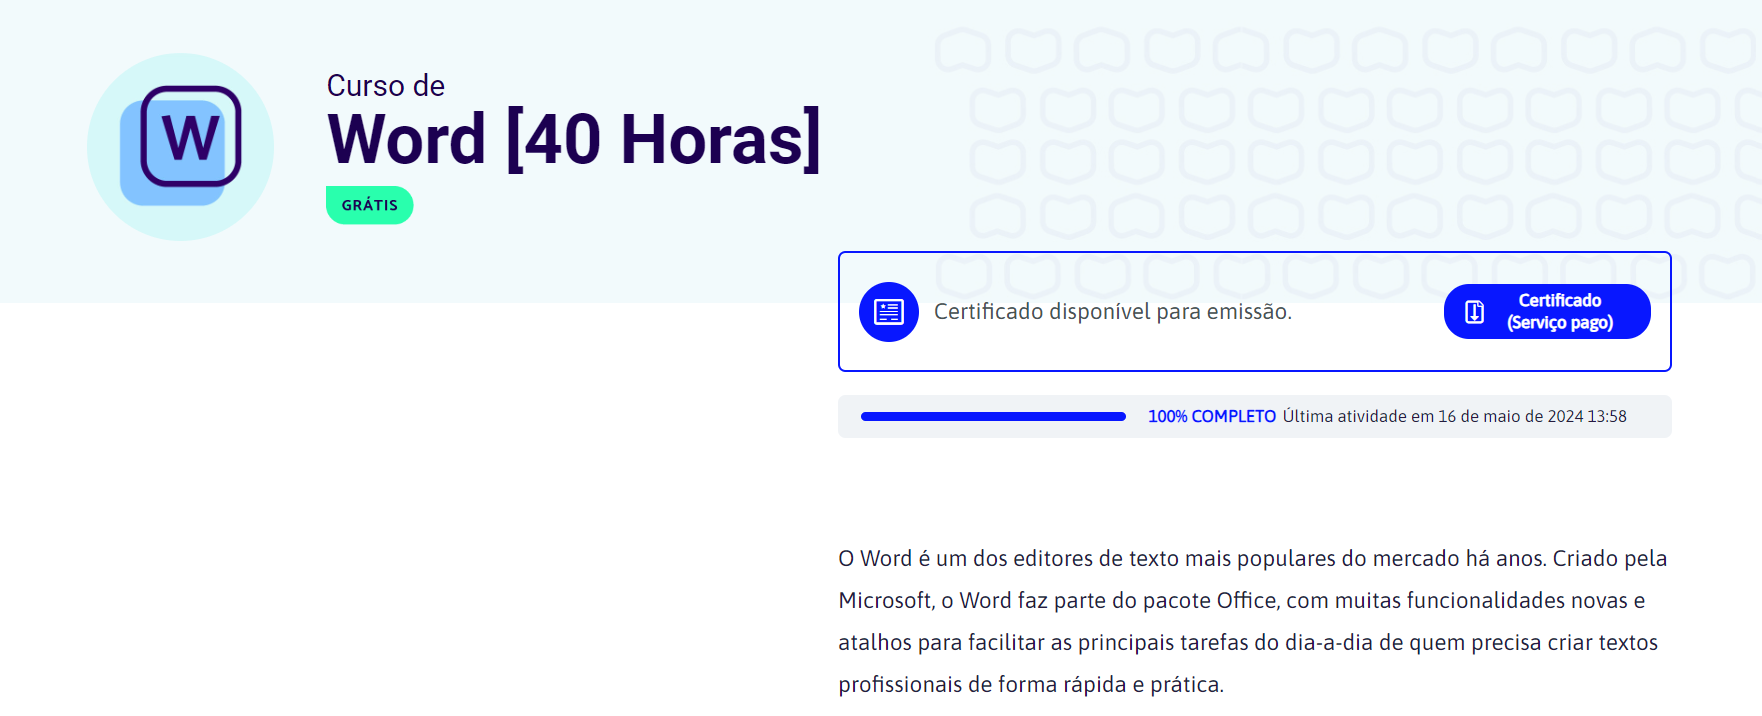 W
Curso de
Word [40 Horas]
GRÁTIS
Certificado disponível para emissão.
Certificado
(Serviço pago)
100% COMPLETO Última atividade em 16 de maio de 2024 13:58
O Word é um dos editores de texto mais populares do mercado há anos. Criado pela
Microsoft, o Word faz parte do pacote Office, com muitas funcionalidades novas e
atalhos para facilitar as principais tarefas do dia-a-dia de quem precisa criar textos
profissionais de forma rápida e prática.